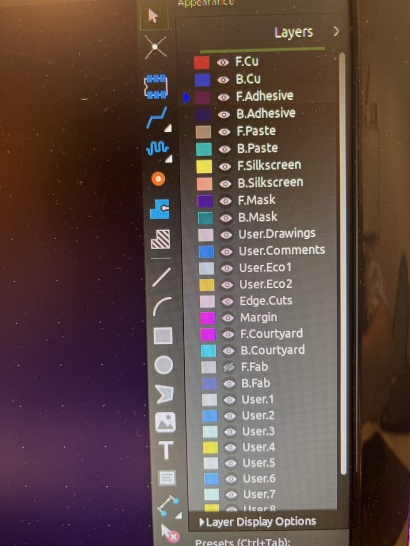 Appearance
Layers
F.Cu
B.Cu
F.Adhesive
B.Adhesive
F.Paste
B.Paste
F.Silkscreen
B.Silkscreen
F.Mask
B.Mask
User.Drawings
User.Comments
User.Eco1
User.Eco2
Edge.Cuts
Margin
F.Courtyard
B.Courtyard
F.Fab
B.Fab
User.1
User.2
User.3
User.4
User.5
User.6
User.7
User.8
Layer Display Options
Presets (Ctrl+Tab):